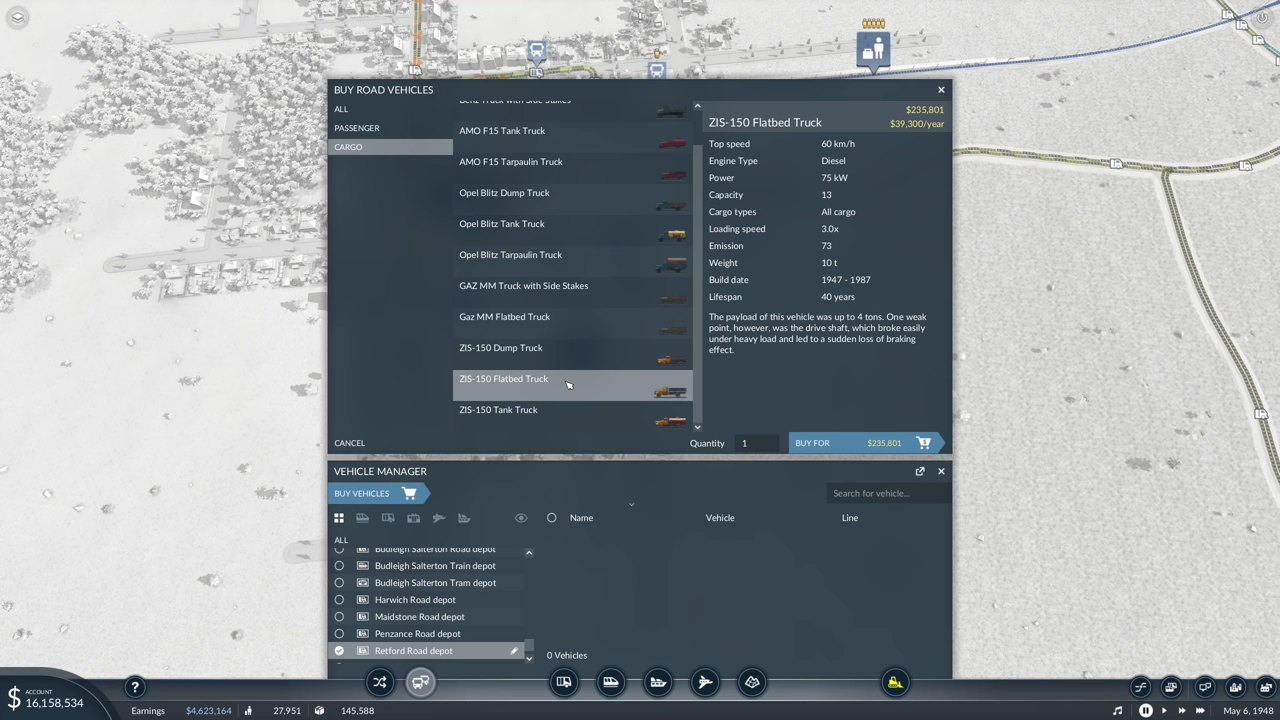 BUY ROAD VEHICLES
ALL
PASSENGER
CARGO
Benz Truck with Side Stakes
AMO F15 Tank Truck
AMO F15 Tarpaulin Truck
Opel Blitz Dump Truck
Opel Blitz Tank Truck
Opel Blitz Tarpaulin Truck
GAZ MM Truck with Side Stakes
Gaz MM Flatbed Truck
ZIS-150 Dump Truck
ZIS-150 Flatbed Truck
ZIS-150 Tank Truck
$235,801
ZIS-150 Flatbed Truck $39,300/year
Top speed 60 km/h
Engine Type Diesel
Power 75 kW
Capacity 13
Cargo types All cargo
Loading speed 3.0x
Emission 73
Weight 10 t
Build date 1947 - 1987
Lifespan 40 years
The payload of this vehicle was up to 4 tons. One weak
point, however, was the drive shaft, which broke easily
under heavy load and led to a sudden loss of braking
effect.
CANCEL Quantity 1 BUY FOR $235,801
VEHICLE MANAGER
BUY VEHICLES Search for vehicle...
Name Vehicle Line
ALL
Budleigh Salterton Road depot
Budleigh Salterton Train depot
Budleigh Salterton Tram depot
Harwich Road depot
Maidstone Road depot
Penzance Road depot
Retford Road depot
0 Vehicles
ACCOUNT
$ 16,158,534
?
Earnings $4,623,164 27,951 145,588 May 6, 1948